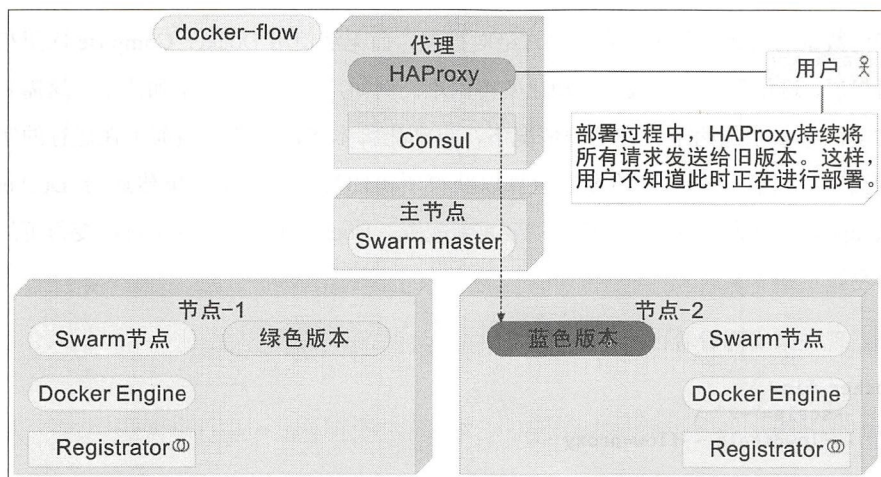 docker-flow
代理
HAProxy
Consul
用户
部署过程中，HAProxy持续将
所有请求发送给旧版本。这样，
用户不知道此时正在进行部署。
主节点
Swarm master
节点-1
Swarm节点
绿色版本
Docker Engine
Registrator
节点-2
蓝色版本
Swarm节点
Docker Engine
Registrator